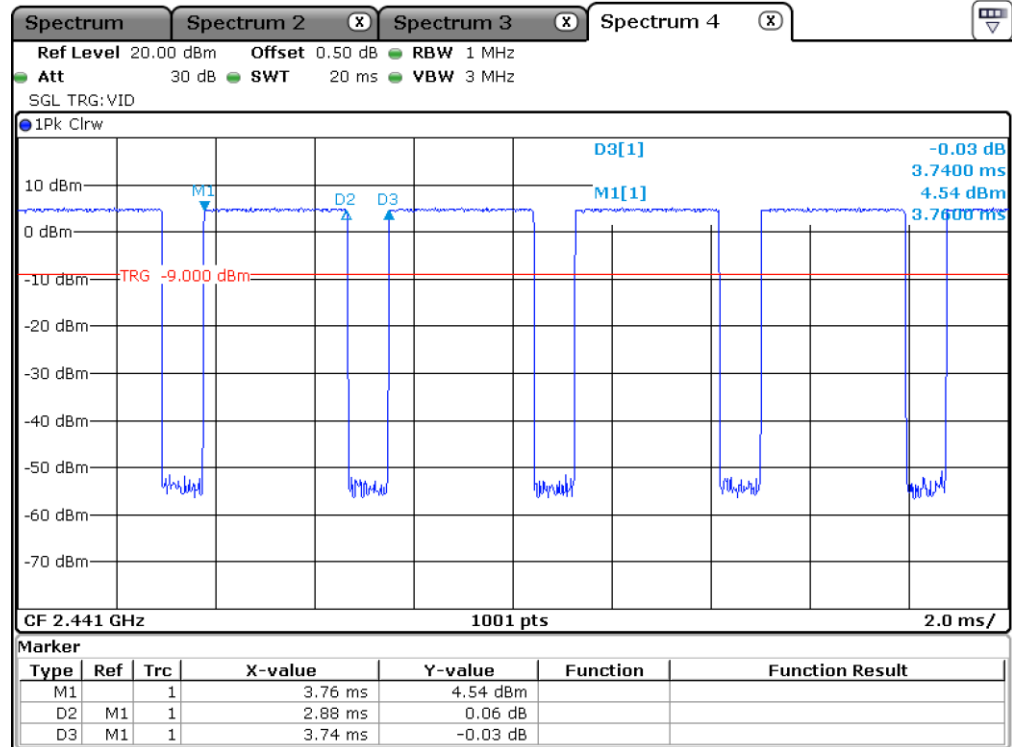 Spectrum Spectrum 2 X Spectrum 3 X Spectrum 4 X
Ref Level 20.00 dBm Offset 0.50 dB RBW 1 MHz
Att 30 dB SWT 20 ms VBW 3 MHz
SGL TRG:VID
1Pk Clrw
D3[1] -0.03 dB
3.7400 ms
10 dBm M1 D2 D3 M1[1] 4.54 dBm
3.7600 ms
0 dBm
-10 dBm TRG -9.000 dBm
-20 dBm
-30 dBm
-40 dBm
-50 dBm
-60 dBm
-70 dBm
CF 2.441 GHz 1001 pts 2.0 ms/
Marker
Type Ref Trc X-value Y-value Function Function Result
M1 1 3.76 ms 4.54 dBm
D2 M1 1 2.88 ms 0.06 dB
D3 M1 1 3.74 ms -0.03 dB